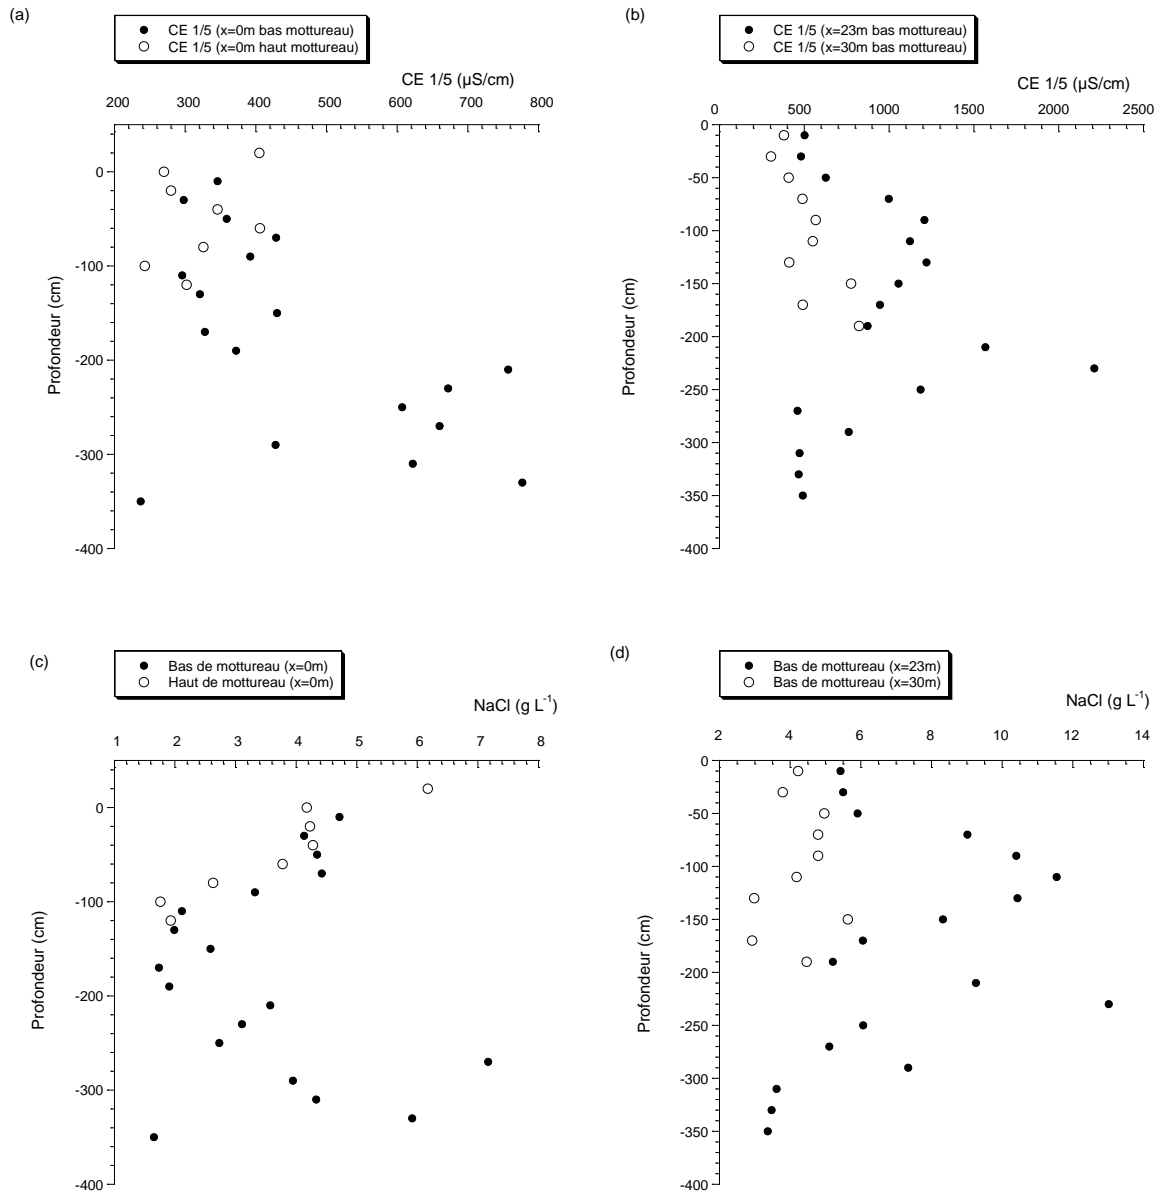 (a)
CE 1/5 (x=0m bas mottureau)
CE 1/5 (x=0m haut mottureau)
CE 1/5 (µS/cm)
200 300 400 500 600 700 800
0
-100
-200
-300
-400
Profondeur (cm)
(b)
CE 1/5 (x=23m bas mottureau)
CE 1/5 (x=30m bas mottureau)
CE 1/5 (µS/cm)
0 500 1000 1500 2000 2500
0
-50
-100
-150
-200
-250
-300
-350
-400
Profondeur (cm)
(c)
Bas de mottureau (x=0m)
Haut de mottureau (x=0m)
NaCl (g L-1)
1 2 3 4 5 6 7 8
0
-100
-200
-300
-400
Profondeur (cm)
(d)
Bas de mottureau (x=23m)
Bas de mottureau (x=30m)
NaCl (g L-1)
2 4 6 8 10 12 14
0
-50
-100
-150
-200
-250
-300
-350
-400
Profondeur (cm)